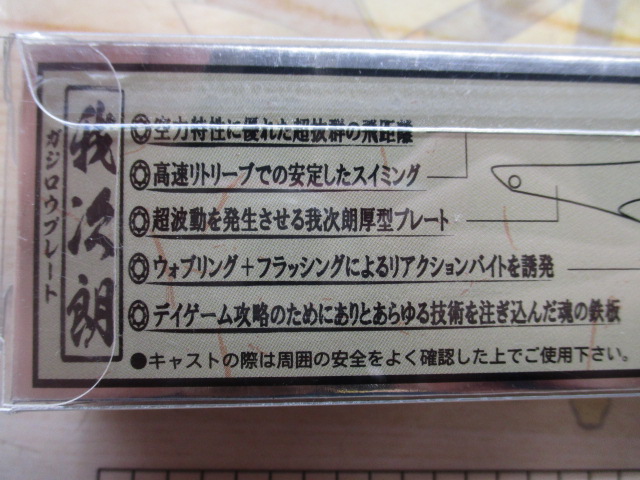 我次朗
ガジロウプレート
空力特性に優れた超抜群の飛距離
高速リトリーブでの安定したスイミング
超波動を発生させる我次朗厚型プレート
ウォブリング+フラッシングによるリアクションバイトを誘発
デイゲーム攻略のためにありとあらゆる技術を注ぎ込んだ魂の鉄板
●キャストの際は周囲の安全をよく確認した上でご使用下さい。